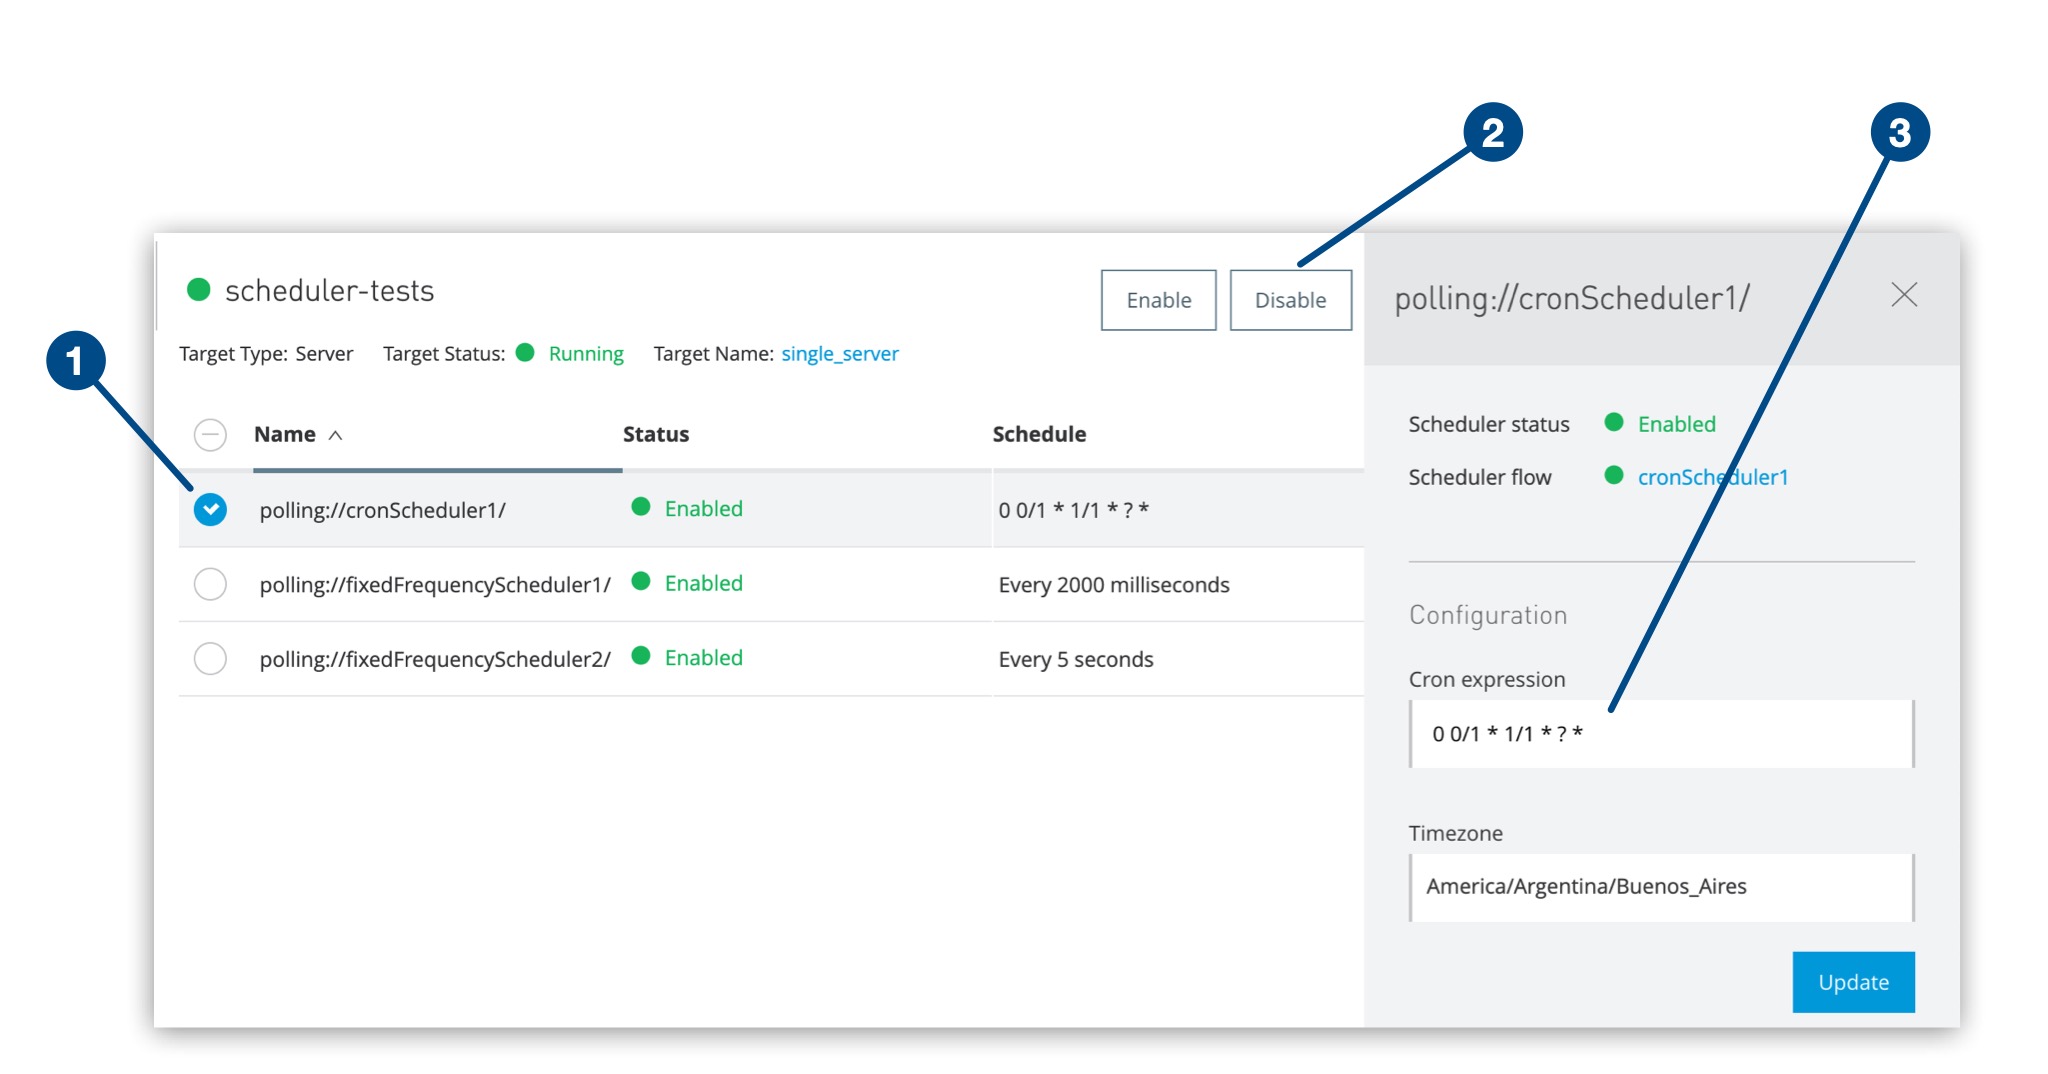 2
3
scheduler-tests
Enable
Disable
polling://cronScheduler1/
1
Target Type: Server Target Status: Running Target Name: single_server
Name Status Schedule
polling://cronScheduler1/ Enabled 0 0/1 * 1/1 * ? *
polling://fixedFrequencyScheduler1/ Enabled Every 2000 milliseconds
polling://fixedFrequencyScheduler2/ Enabled Every 5 seconds
Scheduler status Enabled
Scheduler flow cronScheduler1
Configuration
Cron expression
0 0/1 * 1/1 * ? *
Timezone
America/Argentina/Buenos_Aires
Update